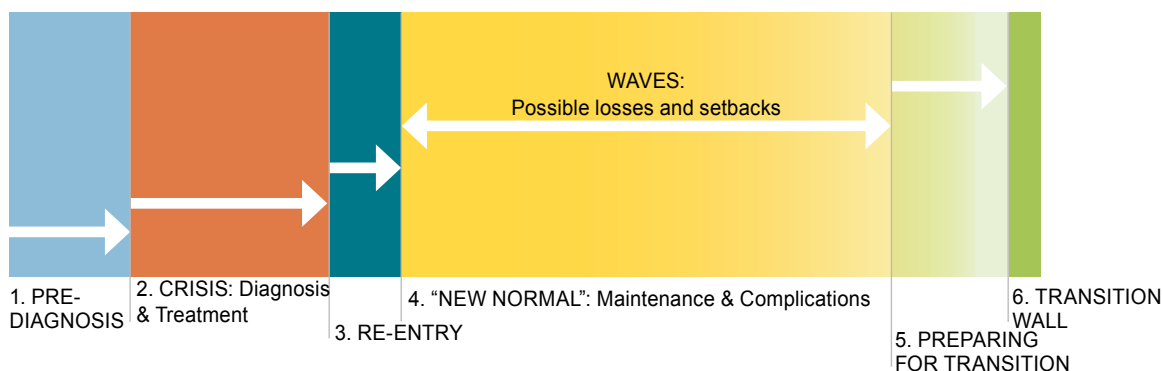 WAVES:
Possible losses and setbacks
1. PRE-
DIAGNOSIS
2. CRISIS: Diagnosis
& Treatment
3. RE-ENTRY
4. “NEW NORMAL”: Maintenance & Complications
5. PREPARING
FOR TRANSITION
6. TRANSITION
WALL